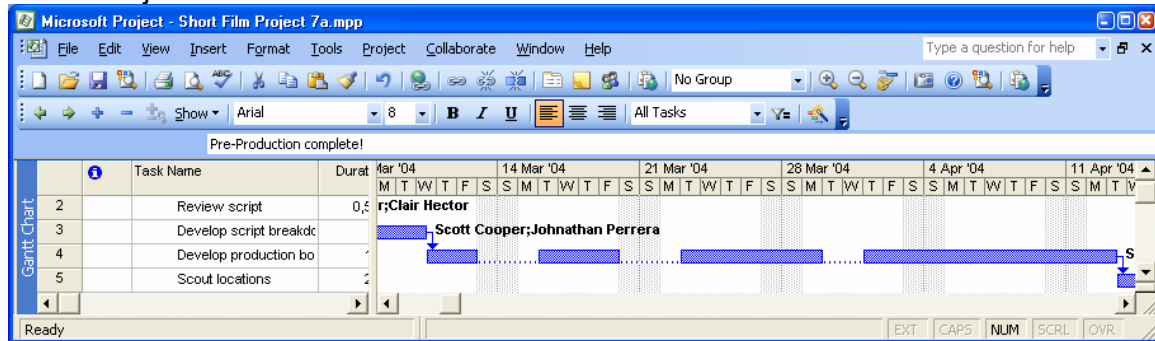 Microsoft Project - Short Film Project 7a.mpp
File Edit View Insert Format Tools Project Collaborate Window Help Type a question for help
Show Arial 8 B I U All Tasks
No Group
Pre-Production complete!
Task Name Durat Mar '04 14 Mar '04 21 Mar '04 28 Mar '04 4 Apr '04 11 Apr '04
M T W T F S S M T W T F S S M T W T F S S M T W T F S S M T W T F S S M T W
2 Review script 0,5 r;Clair Hector
3 Develop script breakdo Scott Cooper;Johnathan Perrera
4 Develop production bo 1 S
5 Scout locations 2
Gantt Chart
Ready EXT CAPS NUM SCRL OVR